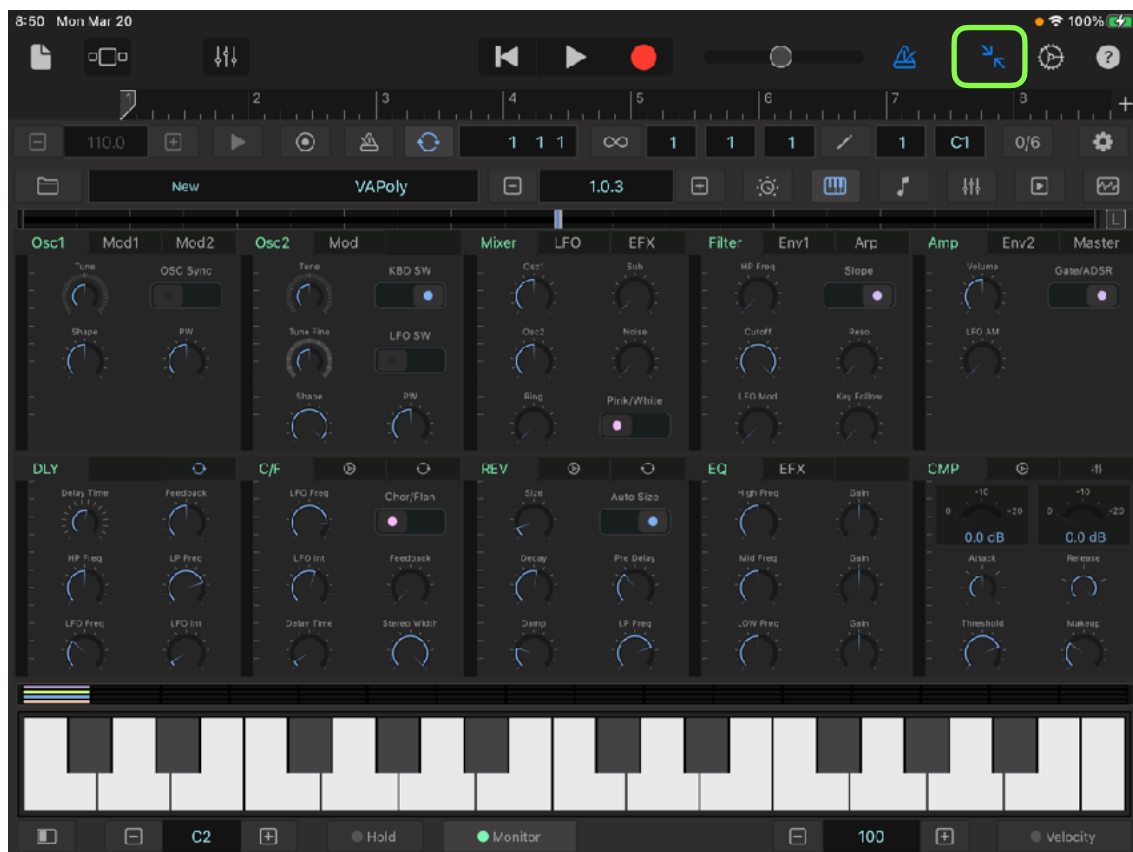 8:50 Mon Mar 20 100%
?
1 2 3 4 5 6 7 8 +
110.0 1 1 1 ∞ 1 1 1 1 C1 0/6
New VAPoly 1.0.3
L
Osc1 Mod1 Mod2 Osc2 Mod Mixer LFO EFX Filter Env1 Arp Amp Env2 Master
Tune OSC Sync Tune KBD SW Osc1 Sub HP Freq Slope Volume Gate/ADSR
Shape PW Tune Fine LFO SW Osc2 Noise Cutoff Reso LFO AM
Shape PW Ring Pink/White LFO Mod Key Follow
DLY C/F REV EQ EFX CMP
Delay Time Feedback LFO Freq Chor/Flan Size Auto Size High Freq Gain -10 -10
0 -20 0 -20
0.0 dB 0.0 dB
HP Freq LP Freq LFO Int Feedback Decay Pre Delay Mid Freq Gain Attack Release
LFO Freq LFO Int Delay Time Stereo Width Damp LP Freq LOW Freq Gain Threshold Makeup
C2 Hold Monitor 100 Velocity